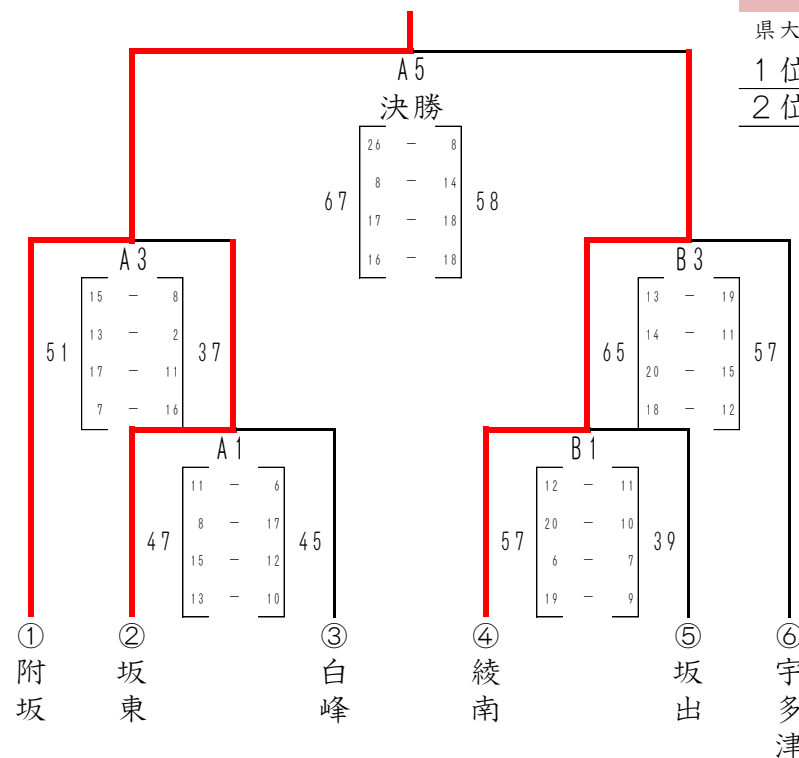 県大
1位
2位
A5
決勝
67
26 - 8
8 - 14
17 - 18
16 - 18
58
A3
51
15 - 8
13 - 2
17 - 11
7 - 16
37
B3
65
13 - 19
14 - 11
20 - 15
18 - 12
57
A1
47
11 - 6
8 - 17
15 - 12
13 - 10
45
B1
57
12 - 11
20 - 10
6 - 7
19 - 9
39
①附坂
②坂東
③白峰
④綾南
⑤坂出
⑥宇多津